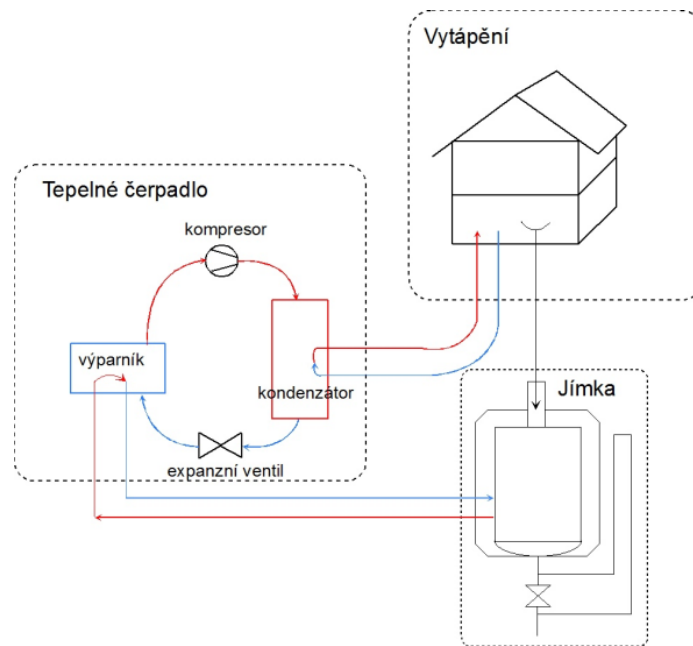 Vytápění
Tepelné čerpadlo
kompresor
výparník
kondenzátor
expanzní ventil
Jímka